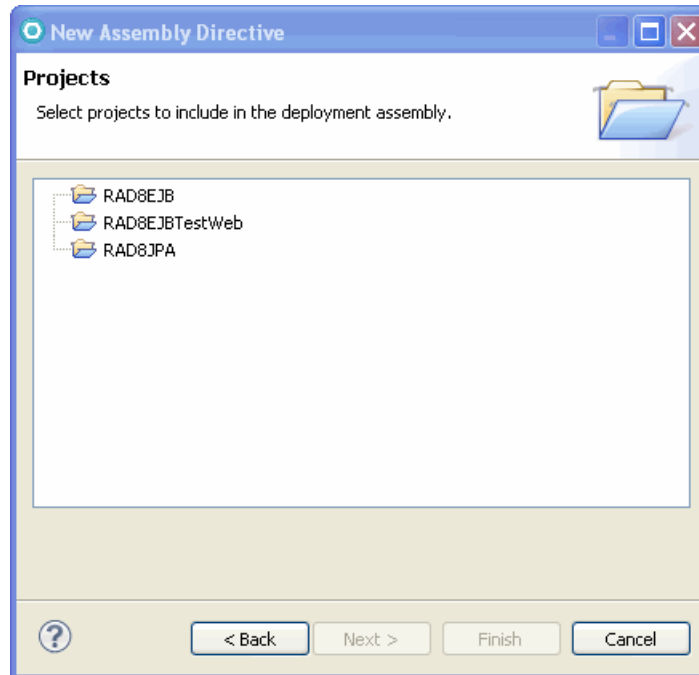 New Assembly Directive
Projects
Select projects to include in the deployment assembly.
RAD8EJB
RAD8EJBTestWeb
RAD8JPA
? < Back Next > Finish Cancel